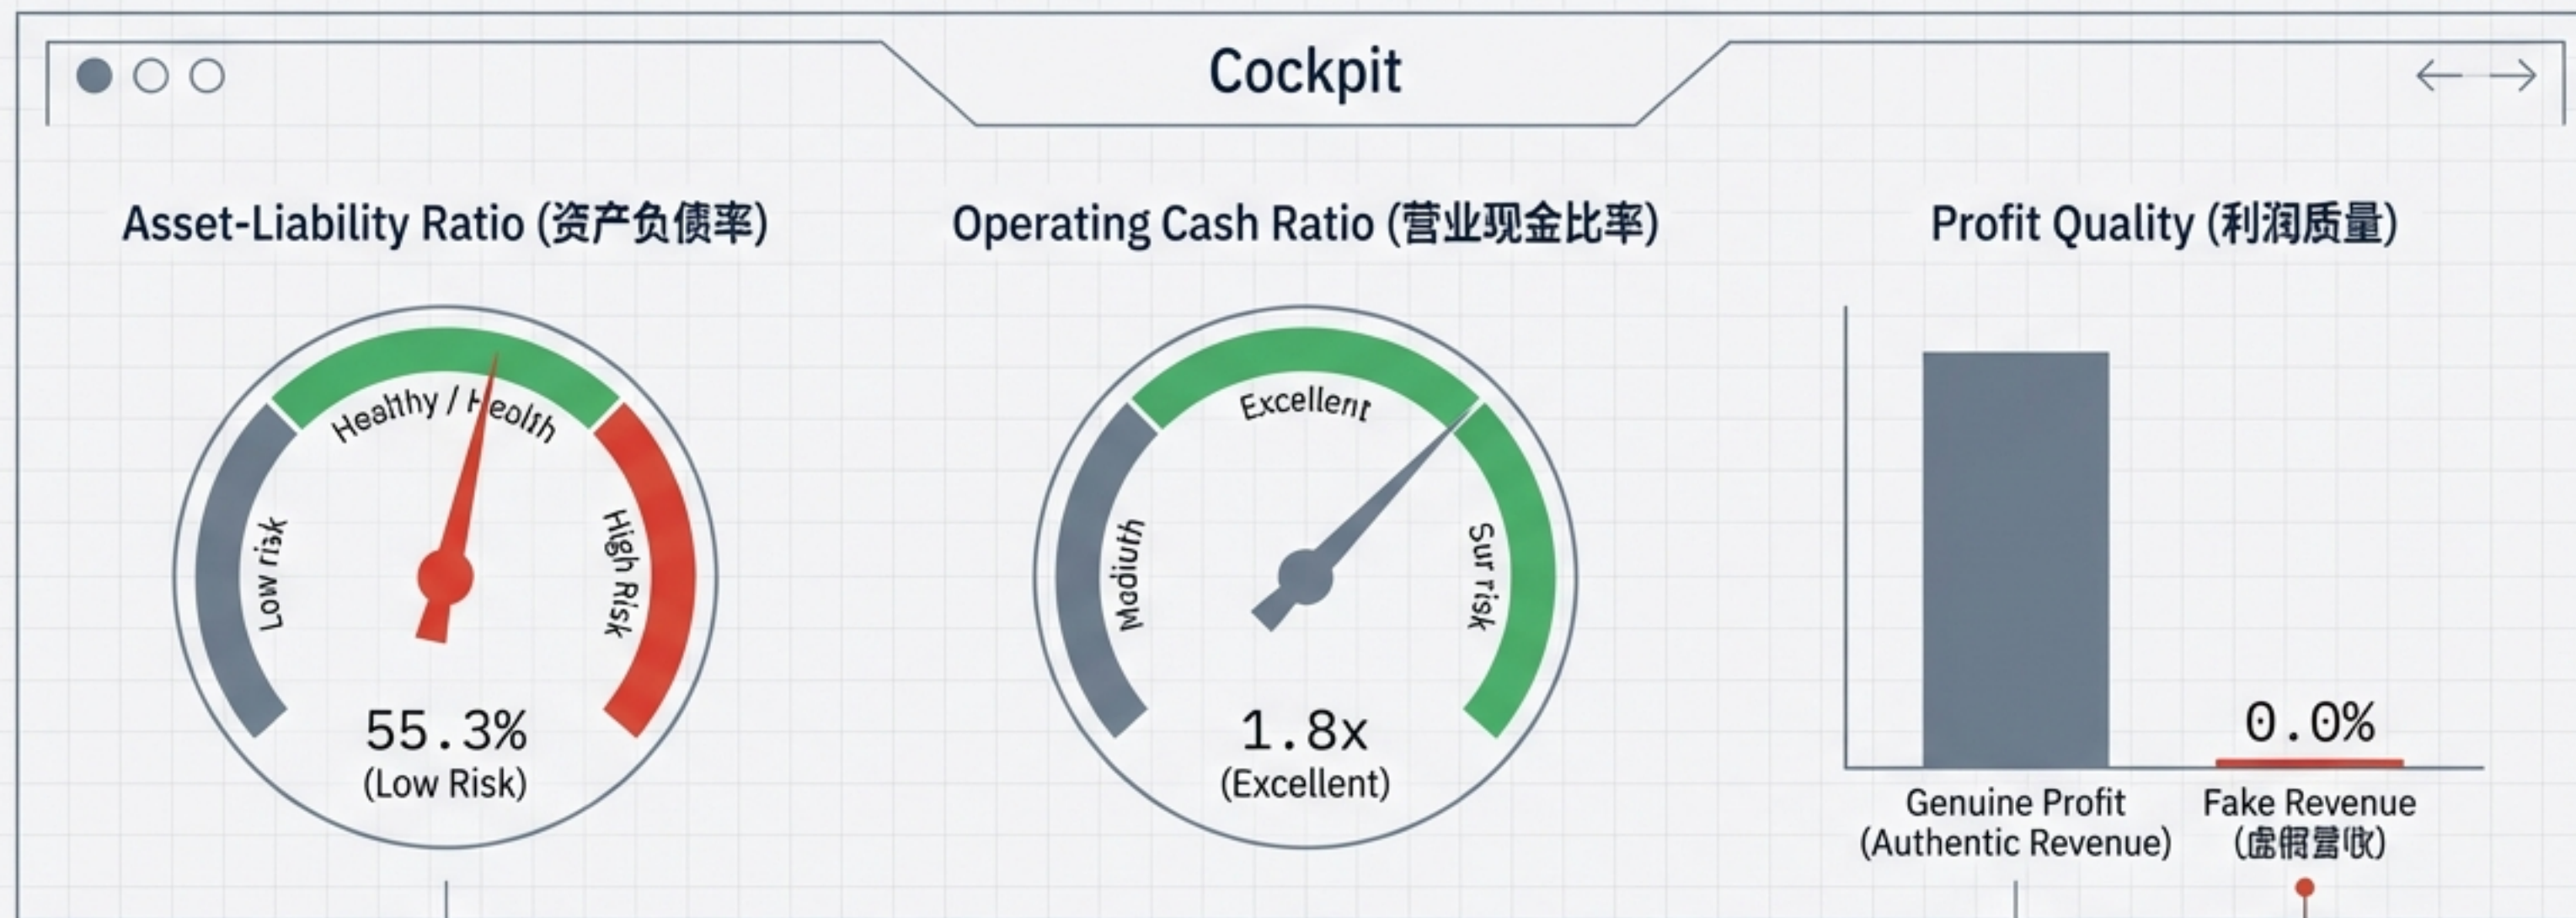 Cockpit
Asset-Liability Ratio (资产负债率)
Operating Cash Ratio (营业现金比率)
Profit Quality (利润质量)
Healthy /
Low risk
High Risk
55.3%
(Low Risk)
Excellent
Sur risk
1.8x
(Excellent)
0.0%
Genuine Profit
(Authentic Revenue)
Fake Revenue